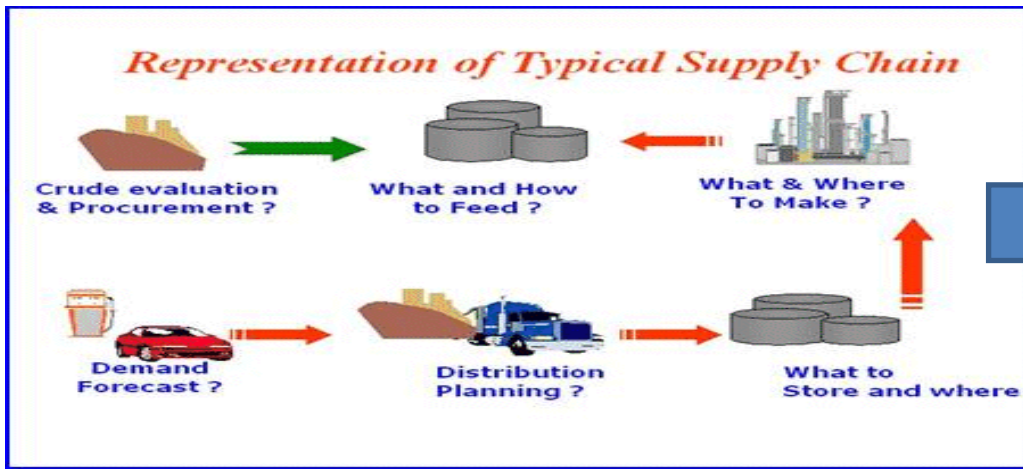 Representation of Typical Supply Chain
Crude evaluation
& Procurement ?
What and How
to Feed ?
What & Where
To Make ?
Demand
Forecast ?
Distribution
Planning ?
What to
Store and where